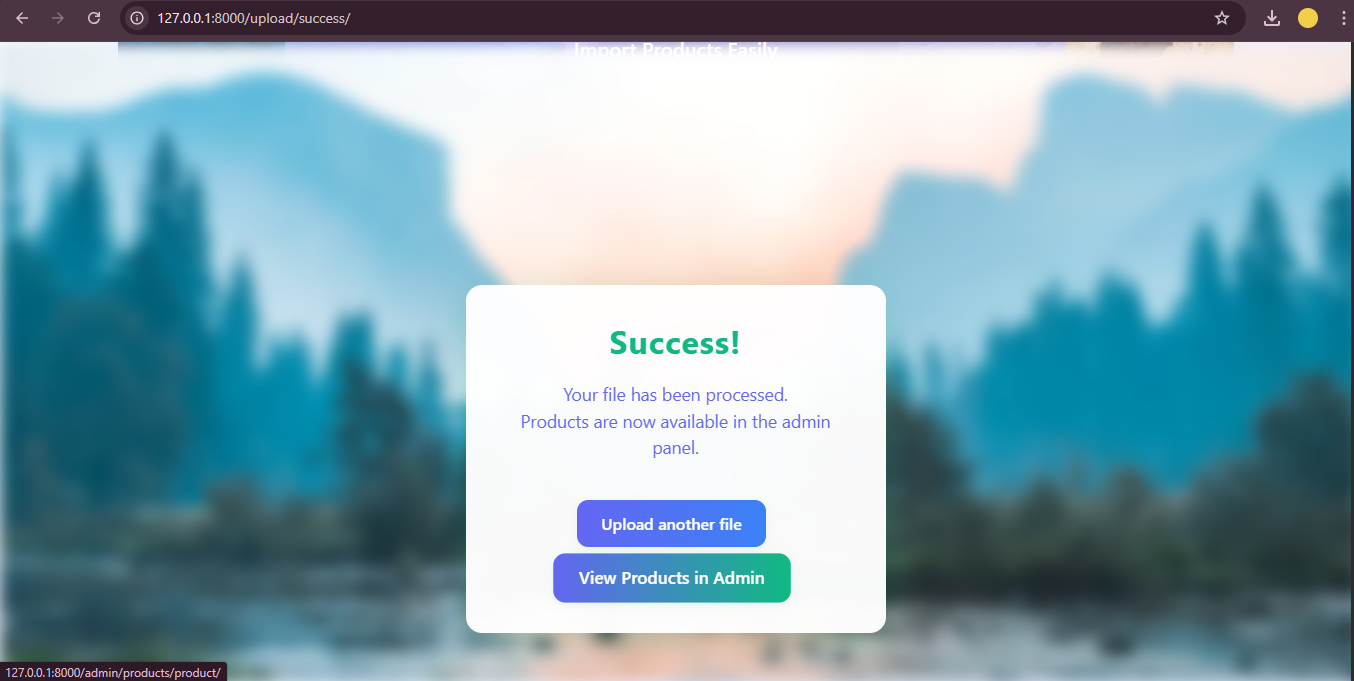 127.0.0.1:8000/upload/success/
Import Products Easily
Success!
Your file has been processed.
Products are now available in the admin
panel.
Upload another file
View Products in Admin
127.0.0.1:8000/admin/products/product/